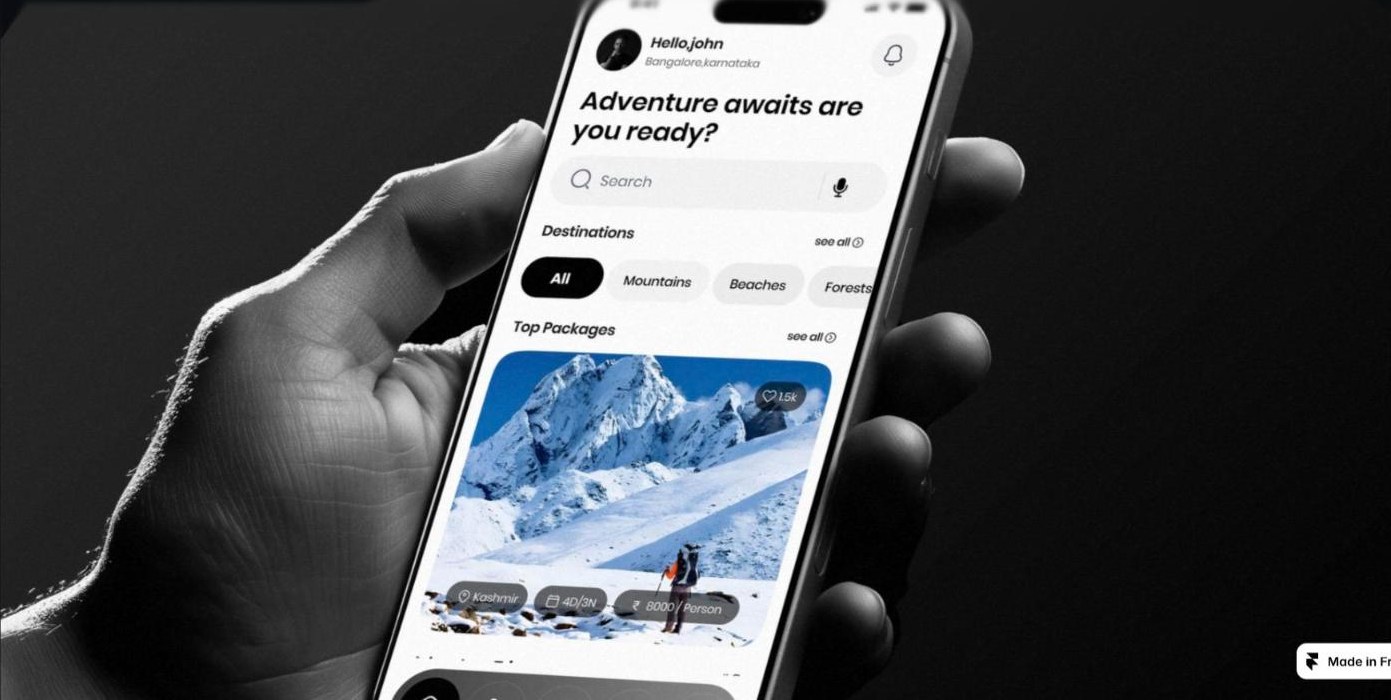 Hello,john
Bangalore,karnataka
Adventure awaits are
you ready?
Search
Destinations
see all
All
Mountains
Beaches
Forests
Top Packages
see all
1.5k
Kashmir
4D/3N
₹ 8000 / Person
Made in Fr